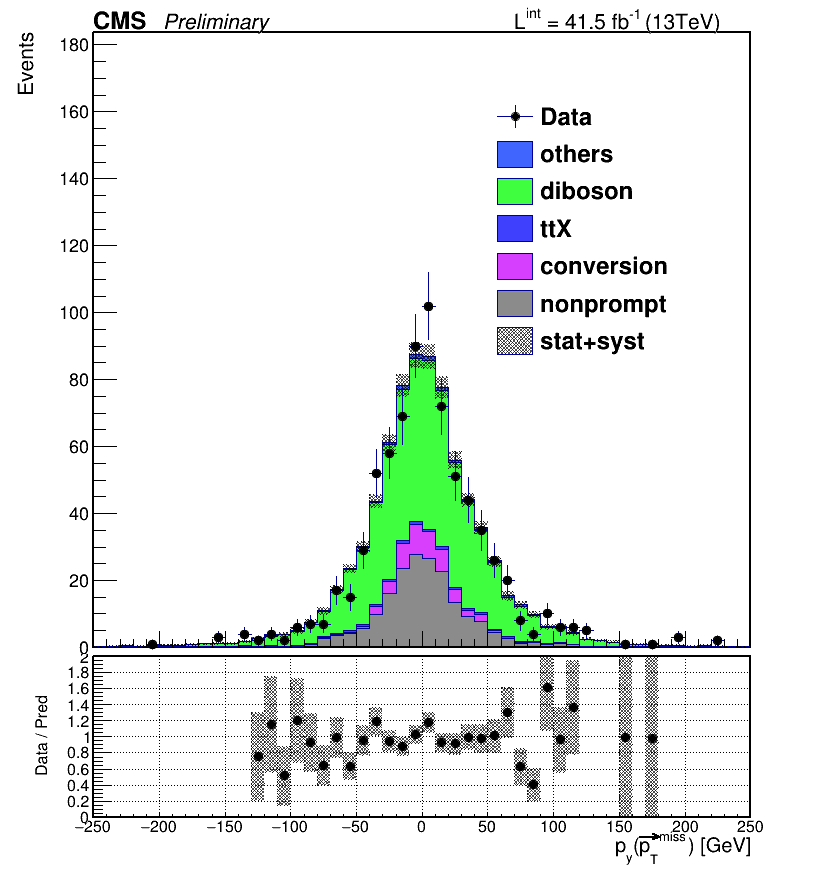 CMS Preliminary L^int = 41.5 fb^-1 (13TeV)
Events
180
160
140
120
100
80
60
40
20
0
Data
others
diboson
ttX
conversion
nonprompt
stat+syst
Data / Pred
2
1.8
1.6
1.4
1.2
1
0.8
0.6
0.4
0.2
0
−250 −200 −150 −100 −50 0 50 100 150 200 250
p_y(p_T^miss) [GeV]